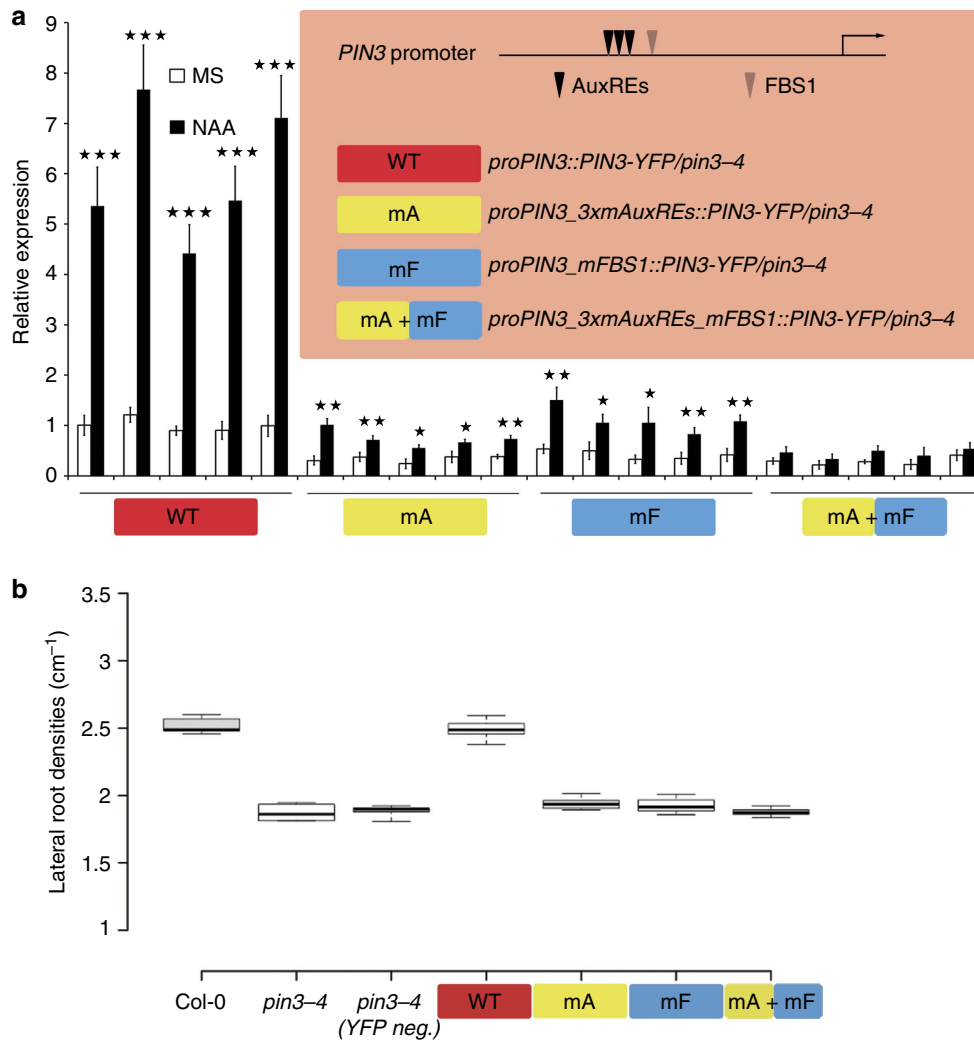 a
9
8
7
6
5
4
3
2
1
0
Relative expression
MS
NAA
★★★
★★★
★★★
★★★
★★★
PIN3 promoter
AuxREs
FBS1
WT
proPIN3::PIN3-YFP/pin3–4
mA
proPIN3_3xmAuxREs::PIN3-YFP/pin3–4
mF
proPIN3_mFBS1::PIN3-YFP/pin3–4
mA + mF
proPIN3_3xmAuxREs_mFBS1::PIN3-YFP/pin3–4
★★
★★
★
★
★★
★★
★
★
★★
★★
WT
mA
mF
mA + mF
b
3.5
3
2.5
2
1.5
1
Lateral root densities (cm⁻¹)
Col-0
pin3–4
pin3–4
(YFP neg.)
WT
mA
mF
mA + mF